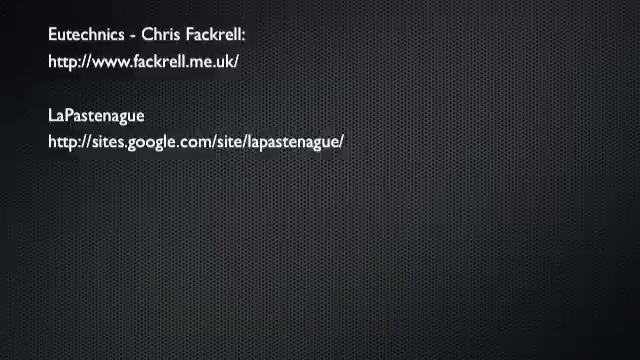 Eutechnics - Chris Fackrell:
http://www.fackrell.me.uk/
LaPastenague
http://sites.google.com/site/lapastenague/